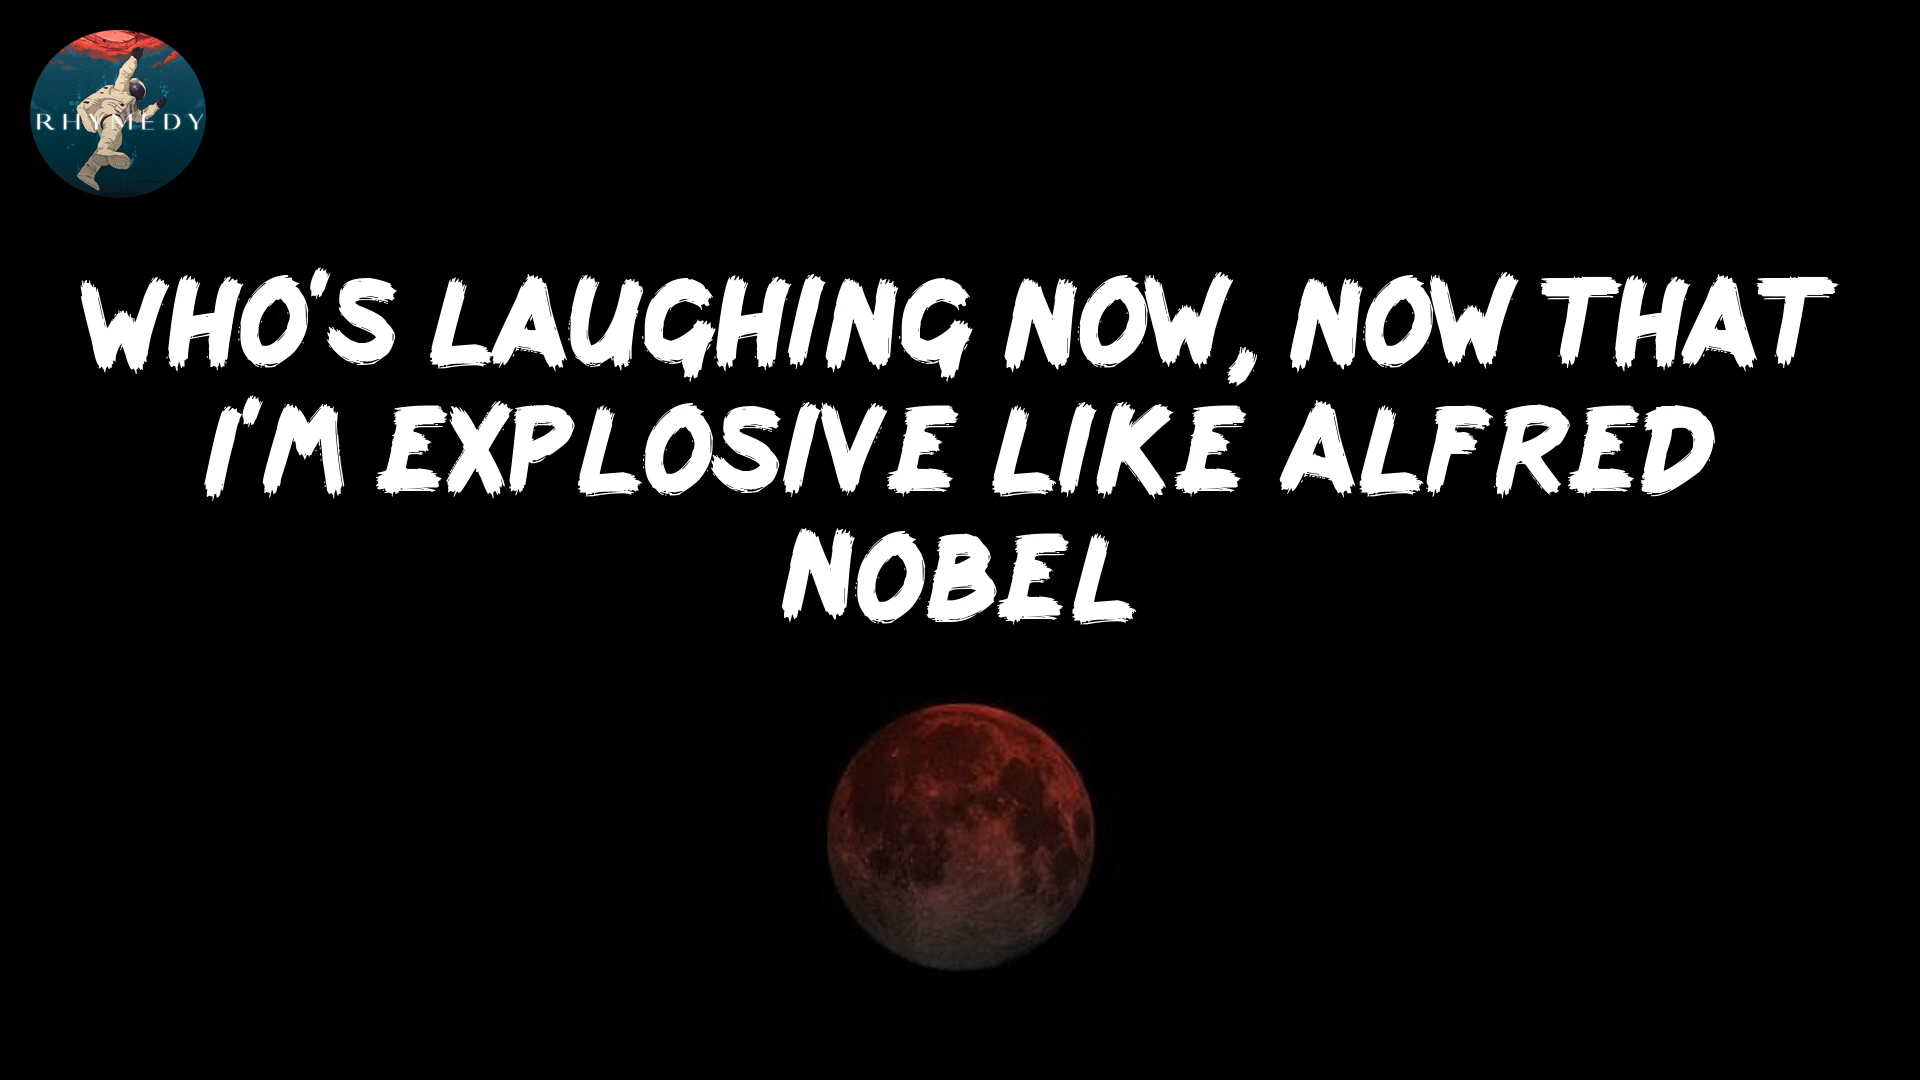 RHYMEDY
WHO'S LAUGHING NOW, NOW THAT
I'M EXPLOSIVE LIKE ALFRED
NOBEL